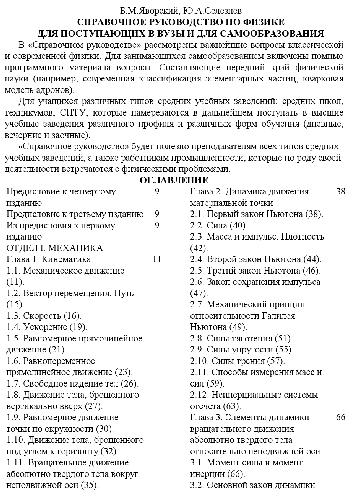 Б.М.Яворский, Ю.А.Селезнев
СПРАВОЧНОЕ РУКОВОДСТВО ПО ФИЗИКЕ
ДЛЯ ПОСТУПАЮЩИХ В ВУЗЫ И ДЛЯ САМООБРАЗОВАНИЯ
В «Справочном руководстве» рассмотрены важнейшие вопросы классической
и современной физики. Для занимающихся самообразованием включены помимо
программного материала вопросы. Составляющие передний край физической
науки (например, современная классификация элементарных частиц, кварковая
модель адронов).
Для учащихся различных типов средних учебных заведений: средних школ,
техникумов, СПТУ, которые намереваются в дальнейшем поступать в высшие
учебные заведения различного профиля и различных форм обучения (дневные,
вечерние и заочные).
«Справочное руководство» будет полезно преподавателям всех типов средних
учебных заведений, а также работникам промышленности, которые по роду своей
деятельности встречаются с физическими проблемами.
ОГЛАВЛЕНИЕ
Предисловие к четвертому 9
изданию
Предисловие к третьему изданию 9
Из предисловия к первому 9
изданию
ОТДЕЛ I. МЕХАНИКА
Глава 1. Кинематика 11
1.1. Механическое движение
(11).
1.2. Вектор перемещения. Путь
(15).
1.3. Скорость (16).
1.4. Ускорение (19).
1.5. Равномерное прямолинейное
движение (21).
1.6. Равнопеременное
прямолинейное движение (23).
1.7. Свободное падение тел (26).
1.8. Движение тела, брошенного
вертикально вверх (27).
1.9. Равномерное движение
точки по окружности (30).
1.10. Движение тела, брошенного
под углом к горизонту (32)
1.11. Вращательное движение
абсолютно твердого тела вокруг
неподвижной оси (35)
Глава 2. Динамика движения 38
материальной точки
2.1. Первый закон Ньютона (38).
2.2. Сила (40).
2.3. Масса и импульс. Плотность
(42).
2.4. Второй закон Ньютона (44).
2.5. Третий закон Ньютона (46).
2.6. Закон сохранения импульса
(47).
2.7. Механический принцип
относительности Галилея
Ньютона (49).
2.8. Силы тяготения (51)
2.9. Силы упругости (55).
2.10. Силы трения (57).
2.11. Способы измерения масс и
сил (59).
2.12. Неинерциальные системы
отсчета (63).
Глава 3. Элементы динамики 66
вращательного движения
абсолютно твердого тела
относительно неподвижной оси
3.1. Момент силы и момент
инерции (66).
3.2. Основной закон динамики